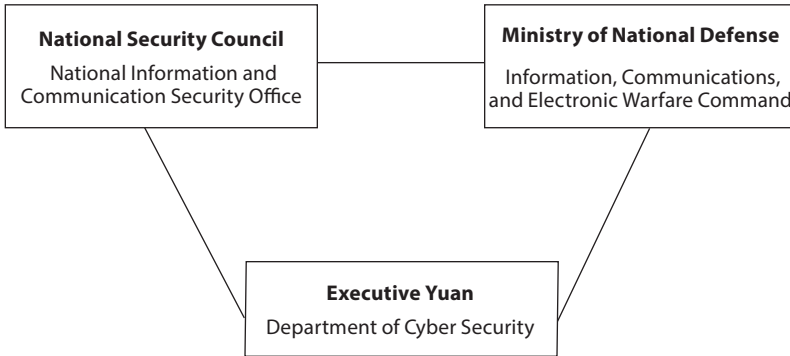 National Security Council
National Information and
Communication Security Office
Ministry of National Defense
Information, Communications,
and Electronic Warfare Command
Executive Yuan
Department of Cyber Security